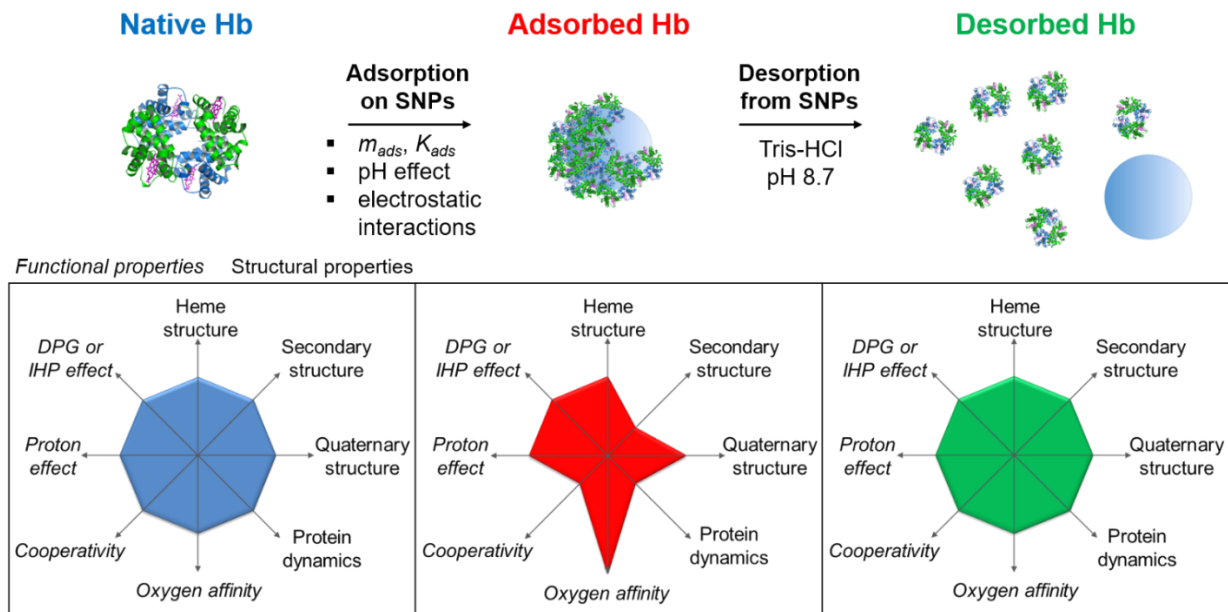 Native Hb
Adsorbed Hb
Desorbed Hb
Adsorption
on SNPs
▪ m_ads, K_ads
▪ pH effect
▪ electrostatic
interactions
Desorption
from SNPs
Tris-HCl
pH 8.7
Functional properties Structural properties
Heme
structure
DPG or
IHP effect
Secondary
structure
Proton
effect
Quaternary
structure
Cooperativity
Protein
dynamics
Oxygen affinity
Heme
structure
DPG or
IHP effect
Secondary
structure
Proton
effect
Quaternary
structure
Cooperativity
Protein
dynamics
Oxygen affinity
Heme
structure
DPG or
IHP effect
Secondary
structure
Proton
effect
Quaternary
structure
Cooperativity
Protein
dynamics
Oxygen affinity